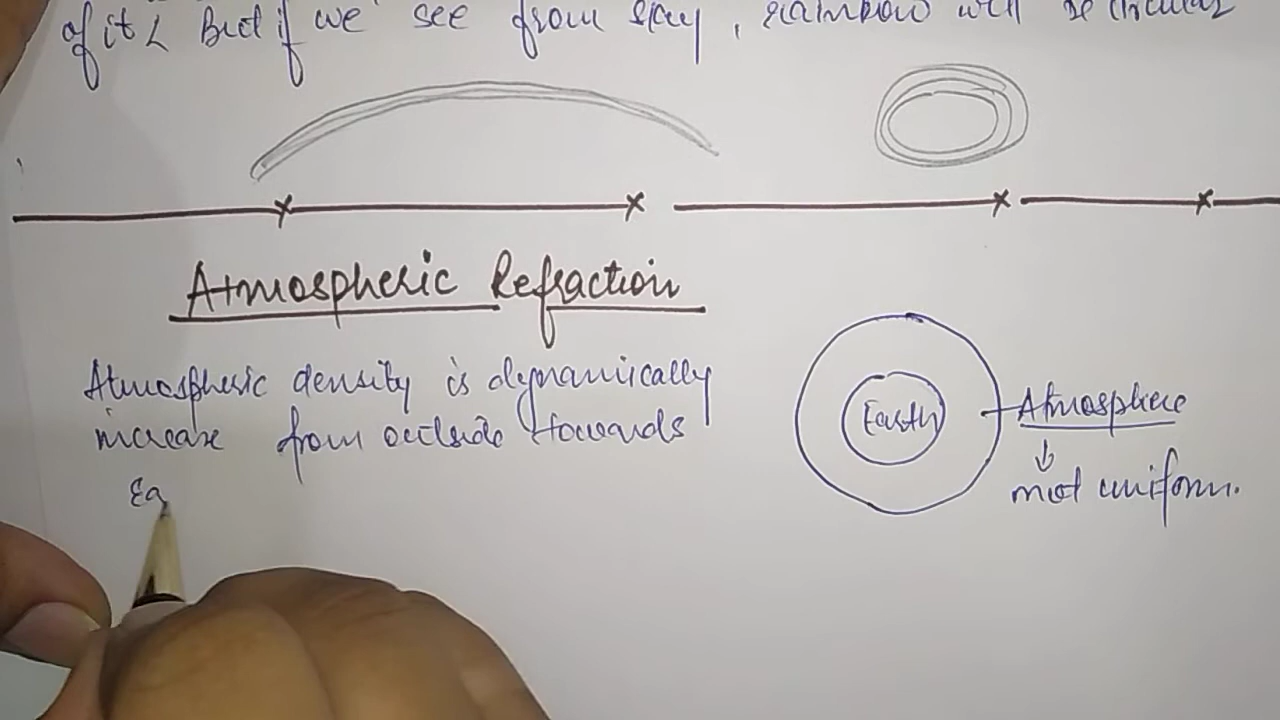 of it. But if we see from sky, rainbow will be circular
Atmospheric Refraction
Atmospheric density is dynamically
increase from outside towards
Ea
Earth
Atmosphere
not uniform.